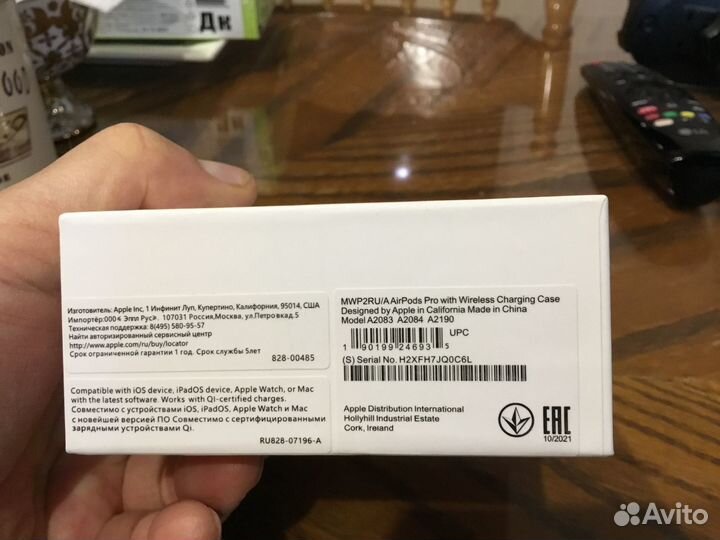 Дк
LG
Изготовитель: Apple Inc, 1 Инфинит Луп, Купертино, Калифорния, 95014, США
Импортёр:ООО « Эппл Рус». 107031 Россия,Москва, ул.Петровка,д.5
Техническая поддержка: 8(495) 580-95-57
Найти авторизированный сервисный центр
http://www.apple.com/ru/buy/locator
Срок ограниченной гарантии 1 год. Срок службы 5лет
828-00485
Compatible with iOS device, iPadOS device, Apple Watch, or Mac
with the latest software. Works with Qi-certified charges.
Совместимо с устройствами iOS, iPadOS, Apple Watch и Mac
с новейшей версией ПО Совместимо с сертифицированными
зарядными устройствами Qi.
RU828-07196-A
MWP2RU/A AirPods Pro with Wireless Charging Case
Designed by Apple in California Made in China
Model A2083 A2084 A2190
UPC
1 90199 24693 5
(S) Serial No. H2XFH7JQ0C6L
Apple Distribution International
Hollyhill Industrial Estate
Cork, Ireland
EAC
10/2021
Avito